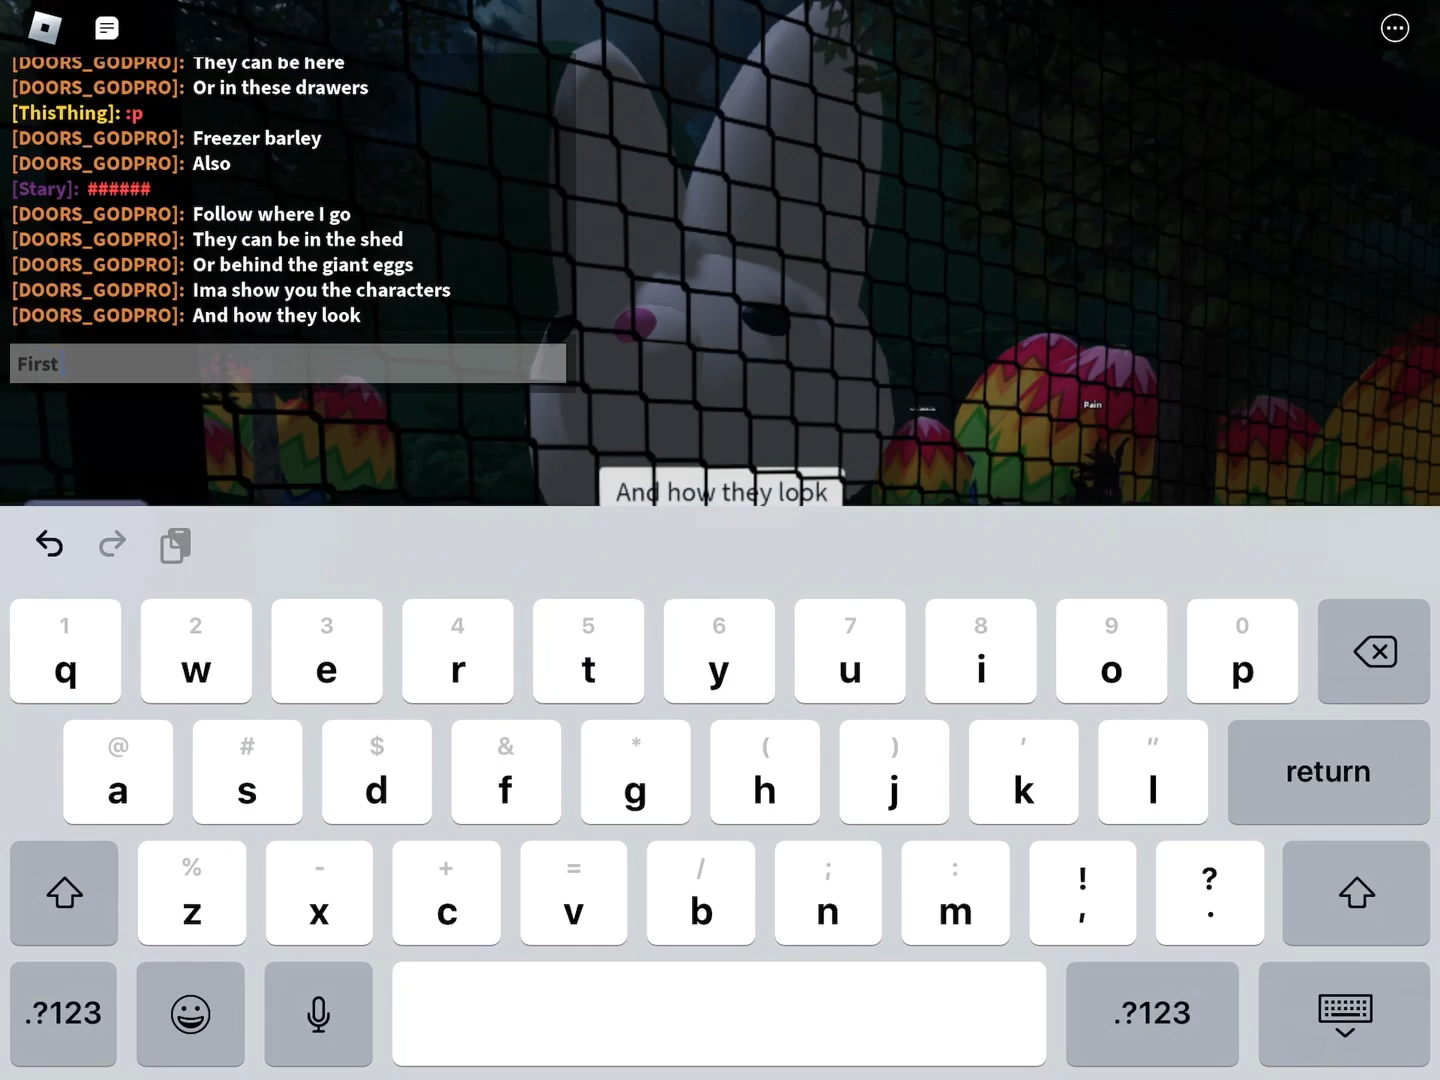 [DOORS_GODPRO]: They can be here
[DOORS_GODPRO]: Or in these drawers
[ThisThing]: :p
[DOORS_GODPRO]: Freezer barley
[DOORS_GODPRO]: Also
[Stary]: ######
[DOORS_GODPRO]: Follow where I go
[DOORS_GODPRO]: They can be in the shed
[DOORS_GODPRO]: Or behind the giant eggs
[DOORS_GODPRO]: Ima show you the characters
[DOORS_GODPRO]: And how they look
First
Pain
And how they look
1 2 3 4 5 6 7 8 9 0
q w e r t y u i o p
@ # $ & * ( ) ' "
a s d f g h j k l return
% - + = / ; : ! ?
z x c v b n m , .
.?123 .?123